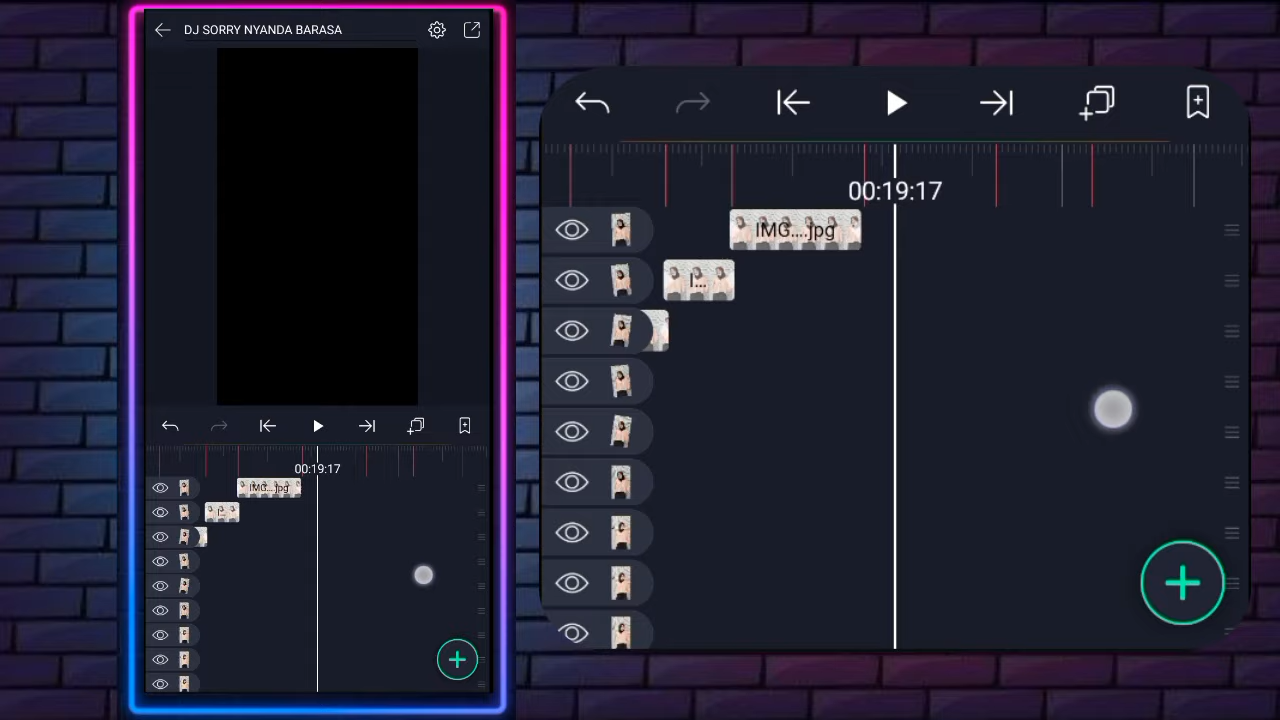 DJ SORRY NYANDA BARASA
00:19:17
IMG....jpg
I...
00:19:17
IMG....jpg
I...